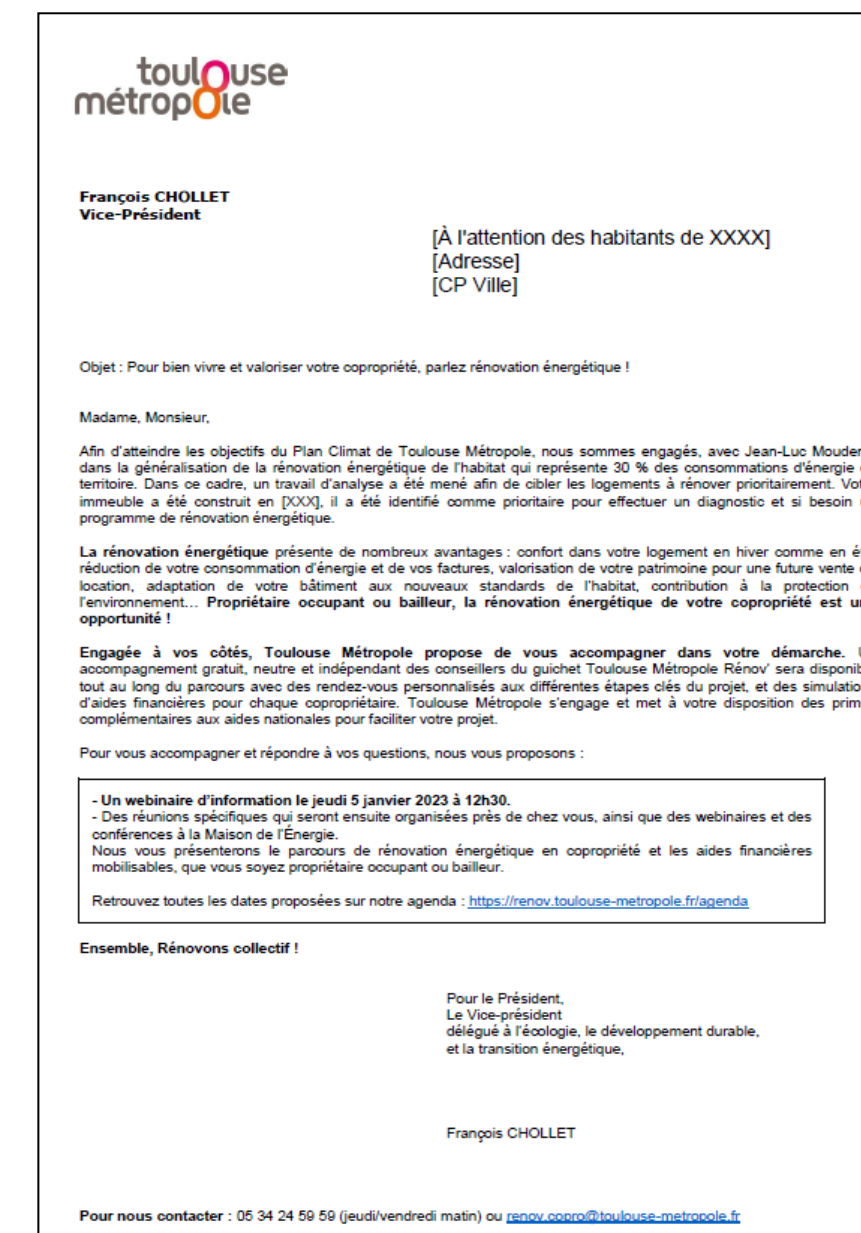 toulouse
métropole
François CHOLLET
Vice-Président
[À l'attention des habitants de XXXX]
[Adresse]
[CP Ville]
Objet : Pour bien vivre et valoriser votre copropriété, parlez rénovation énergétique !
Madame, Monsieur,
Afin d'atteindre les objectifs du Plan Climat de Toulouse Métropole, nous sommes engagés, avec Jean-Luc
dans la généralisation de la rénovation énergétique de l'habitat qui représente 30 % des consommations d'énergie
territoire. Dans ce cadre, un travail d'analyse a été mené afin de cibler les logements à rénover prioritairement.
immeuble a été construit en [XXX], il a été identifié comme prioritaire pour effectuer un diagnostic et si besoin
programme de rénovation énergétique.
La rénovation énergétique présente de nombreux avantages : confort dans votre logement en hiver comme en
réduction de votre consommation d'énergie et de vos factures, valorisation de votre patrimoine pour une future vente
location, adaptation de votre bâtiment aux nouveaux standards de l'habitat, contribution à la protection
l'environnement… Propriétaire occupant ou bailleur, la rénovation énergétique de votre copropriété est
opportunité !
Engagée à vos côtés, Toulouse Métropole propose de vous accompagner dans votre démarche.
accompagnement gratuit, neutre et indépendant des conseillers du guichet Toulouse Métropole Rénov' sera
tout au long du parcours avec des rendez-vous personnalisés aux différentes étapes clés du projet, et des
d'aides financières pour chaque copropriétaire. Toulouse Métropole s'engage et met à votre disposition des
complémentaires aux aides nationales pour faciliter votre projet.
Pour vous accompagner et répondre à vos questions, nous vous proposons :
- Un webinaire d'information le jeudi 5 janvier 2023 à 12h30.
- Des réunions spécifiques qui seront ensuite organisées près de chez vous, ainsi que des webinaires et des
conférences à la Maison de l'Énergie.
Nous vous présenterons le parcours de rénovation énergétique en copropriété et les aides financières
mobilisables, que vous soyez propriétaire occupant ou bailleur.
Retrouvez toutes les dates proposées sur notre agenda : https://renov.toulouse-metropole.fr/agenda
Ensemble, Rénovons collectif !
Pour le Président,
Le Vice-président
délégué à l'écologie, le développement durable,
et la transition énergétique,
François CHOLLET
Pour nous contacter : 05 34 24 59 59 (jeudi/vendredi matin) ou renov.copro@toulouse-metropole.fr